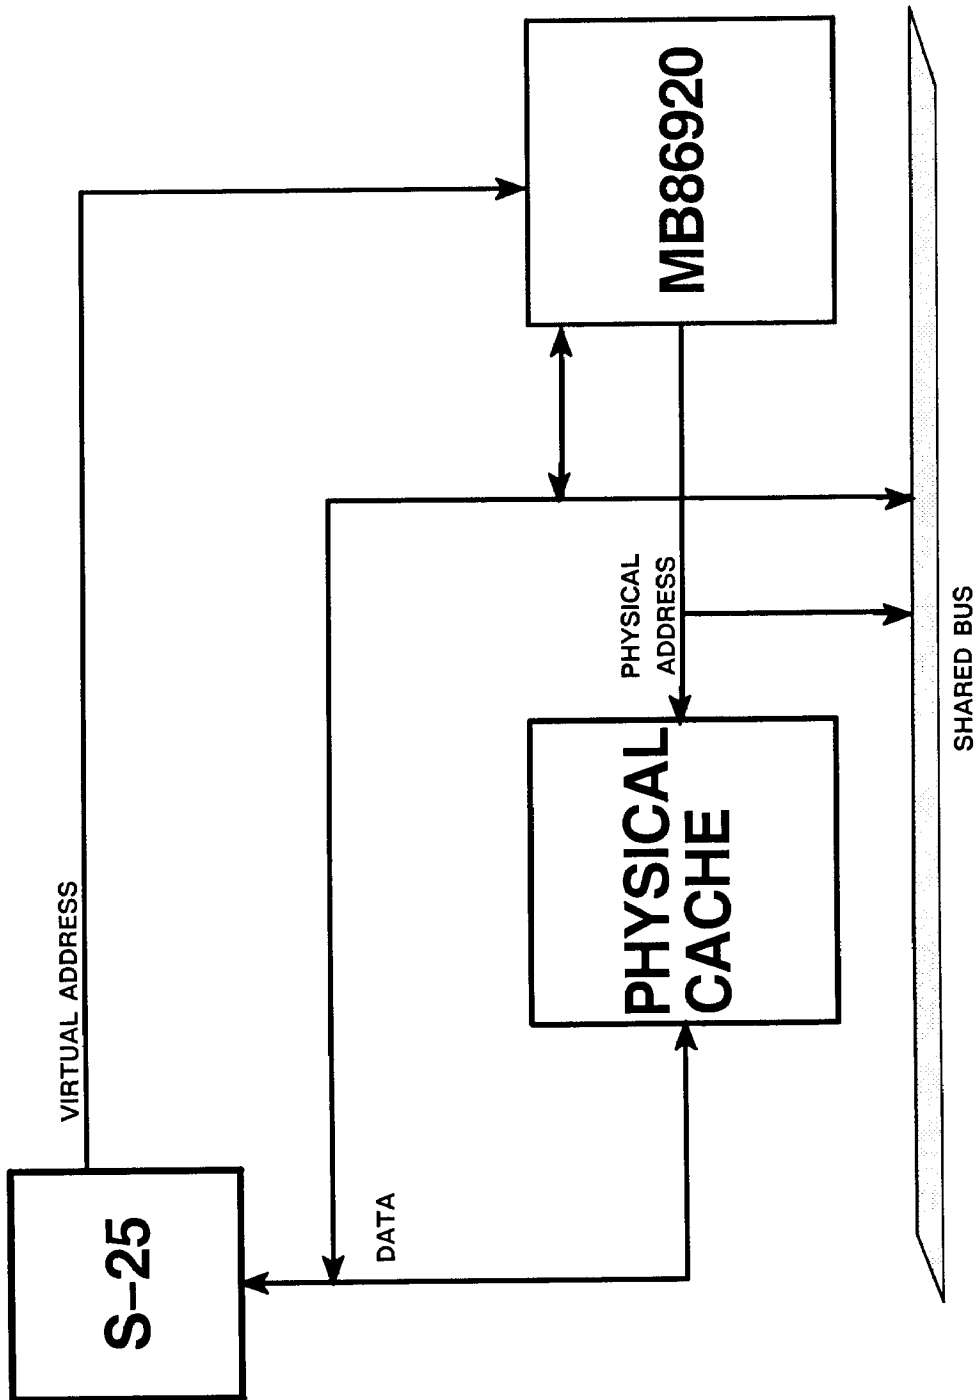 S–25
VIRTUAL ADDRESS
DATA
PHYSICAL
CACHE
PHYSICAL
ADDRESS
MB86920
SHARED BUS